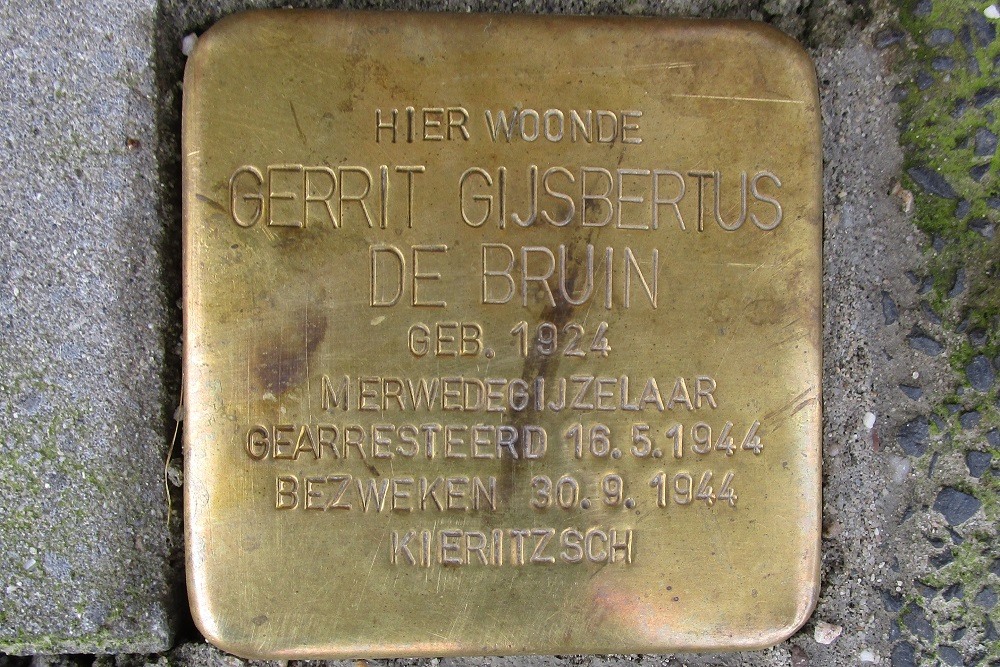 HIER WOONDE
GERRIT GIJSBERTUS
DE BRUIN
GEB. 1924
MERWEDEGIJZELAAR
GEARRESTEERD 16.5.1944
BEZWEKEN 30.9.1944
KIERITZSCH